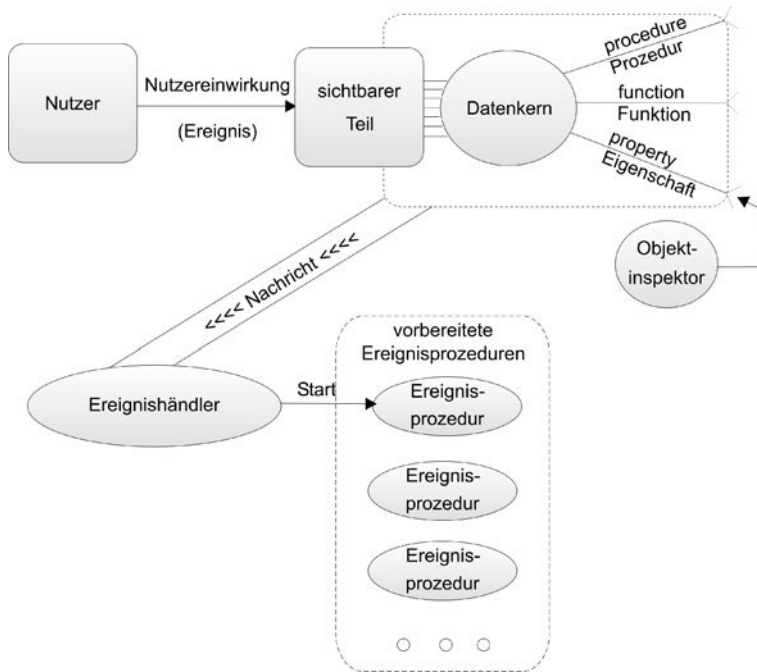 Nutzer
Nutzereinwirkung
(Ereignis)
sichtbarer
Teil
Datenkern
procedure
Prozedur
function
Funktion
property
Eigenschaft
Objekt-
inspektor
<<<< Nachricht <<<<
vorbereitete
Ereignisprozeduren
Ereignishändler
Start
Ereignis-
prozedur
Ereignis-
prozedur
Ereignis-
prozedur